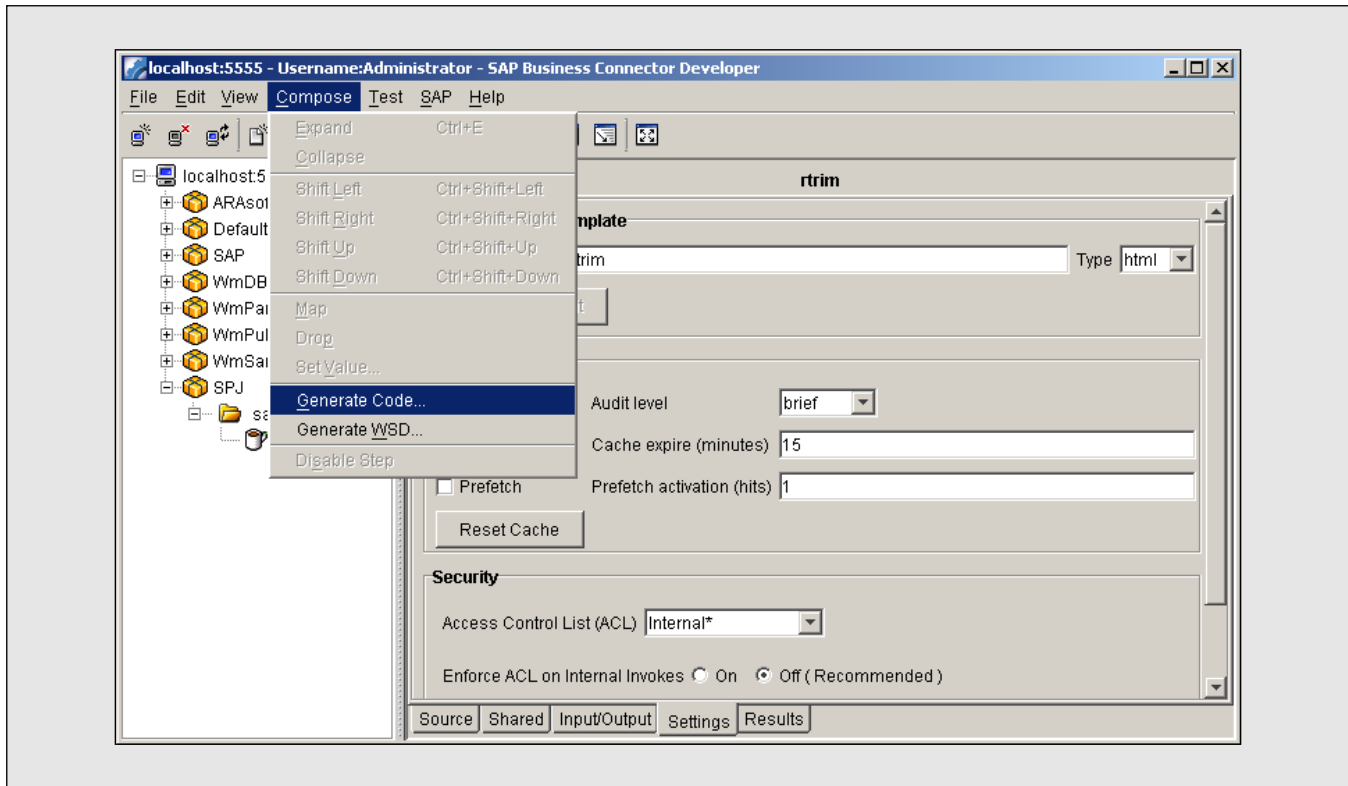 localhost:5555 - Username:Administrator - SAP Business Connector Developer
File Edit View Compose Test SAP Help
Expand Ctrl+E
Collapse
Shift Left Ctrl+Shift+Left
Shift Right Ctrl+Shift+Right
Shift Up Ctrl+Shift+Up
Shift Down Ctrl+Shift+Down
Map
Drop
Set Value...
Generate Code...
Generate WSD...
Disable Step
localhost:5
ARAsof
Default
SAP
WmDB
WmPar
WmPul
WmSar
SPJ
sa
rtrim
mplate
trim Type html
t
Audit level brief
Cache expire (minutes) 15
Prefetch Prefetch activation (hits) 1
Reset Cache
Security
Access Control List (ACL) Internal*
Enforce ACL on Internal Invokes On Off ( Recommended )
Source Shared Input/Output Settings Results